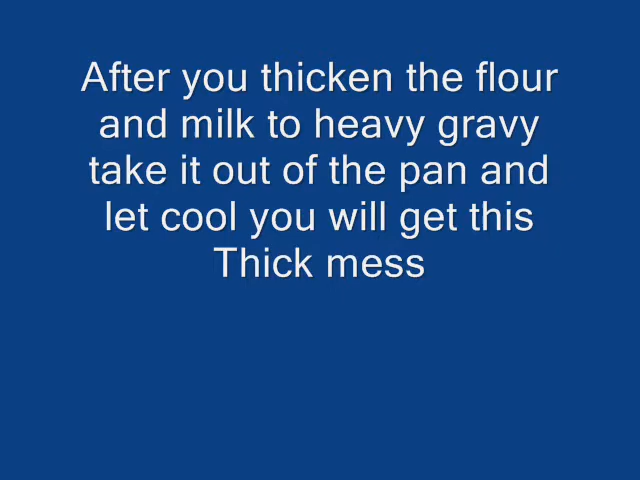 After you thicken the flour
and milk to heavy gravy
take it out of the pan and
let cool you will get this
Thick mess